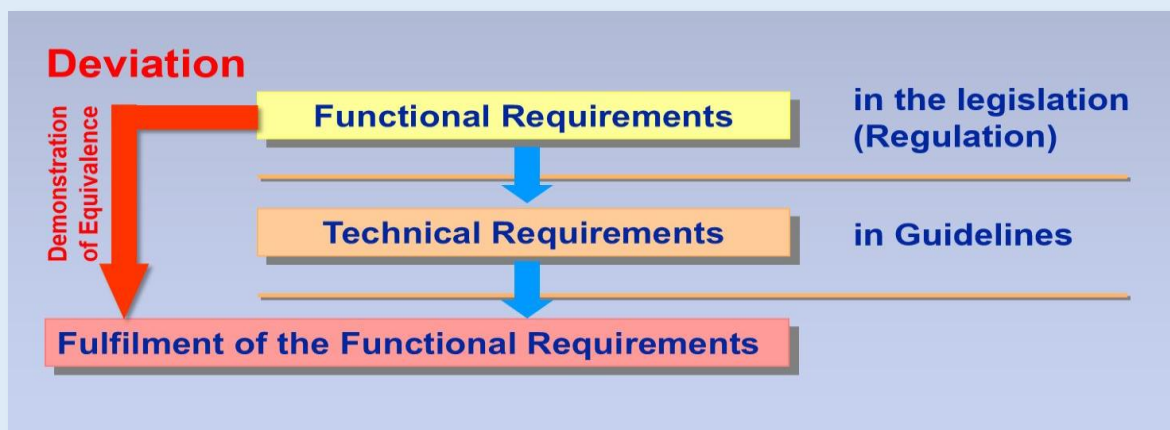 Deviation
Demonstration
of Equivalence
Functional Requirements
in the legislation
(Regulation)
Technical Requirements
in Guidelines
Fulfilment of the Functional Requirements